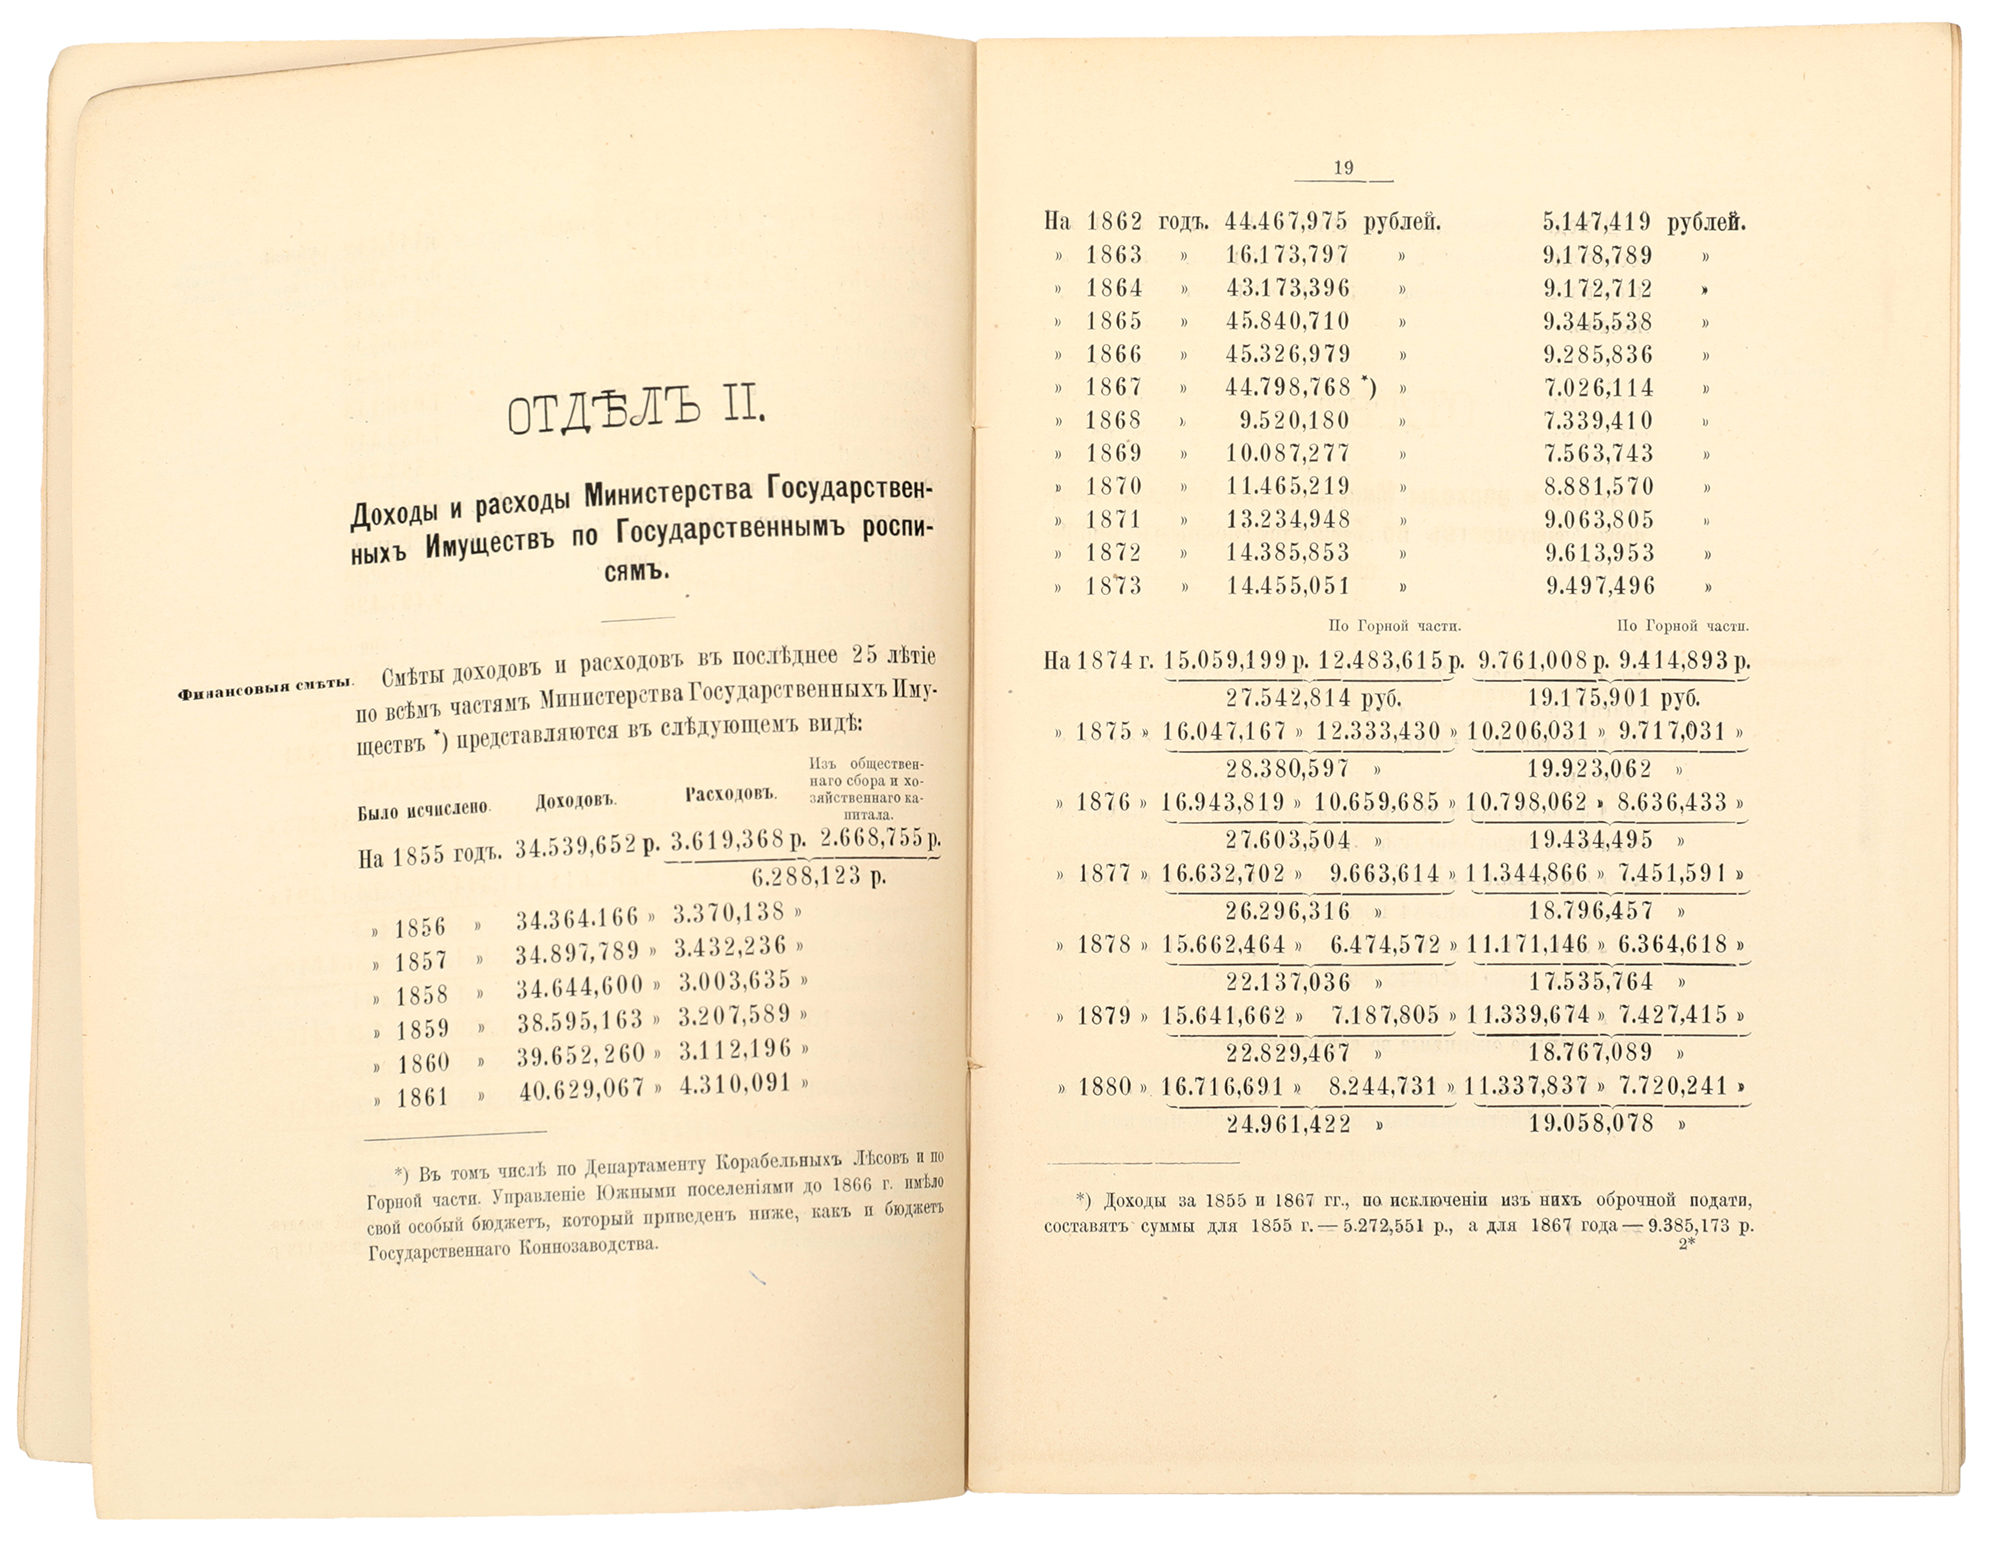 ОТДѢЛЪ II.
Доходы и расходы Министерства Государствен-
ныхъ Имуществъ по Государственнымъ роспи-
сямъ.
Финансовыя смѣты.
Смѣты доходовъ и расходовъ въ послѣднее 25 лѣтіе
по всѣмъ частямъ Министерства Государственныхъ Иму-
ществъ *) представляются въ слѣдующемъ видѣ:
Изъ обществен-
наго сбора и хо-
зяйственнаго ка-
питала.
Было исчислено. Доходовъ. Расходовъ.
На 1855 годъ. 34.539,652 р. 3.619,368 р. 2.668,755 р.
6.288,123 р.
» 1856 » 34.364.166 » 3.370,138 »
» 1857 » 34.897,789 » 3.432,236 »
» 1858 » 34.644,600 » 3.003,635 »
» 1859 » 38.595,163 » 3.207,589 »
» 1860 » 39.652,260 » 3.112,196 »
» 1861 » 40.629,067 » 4.310,091 »
*) Въ томъ числѣ по Департаменту Корабельныхъ Лѣсовъ и по
Горной части. Управленіе Южными поселеніями до 1866 г. имѣло
свой особый бюджетъ, который приведенъ ниже, какъ и бюджетъ
Государственнаго Коннозаводства.
19
На 1862 годъ. 44.467,975 рублей. 5.147,419 рублей.
» 1863 » 16.173,797 » 9.178,789 »
» 1864 » 43.173,396 » 9.172,712 »
» 1865 » 45.840,710 » 9.345,538 »
» 1866 » 45.326,979 » 9.285,836 »
» 1867 » 44.798,768 *) » 7.026,114 »
» 1868 » 9.520,180 » 7.339,410 »
» 1869 » 10.087,277 » 7.563,743 »
» 1870 » 11.465,219 » 8.881,570 »
» 1871 » 13.234,948 » 9.063,805 »
» 1872 » 14.385,853 » 9.613,953 »
» 1873 » 14.455,051 » 9.497,496 »
По Горной части. По Горной части.
На 1874 г. 15.059,199 р. 12.483,615 р. 9.761,008 р. 9.414,893 р.
27.542,814 руб. 19.175,901 руб.
» 1875 » 16.047,167 » 12.333,430 » 10.206,031 » 9.717,031 »
28.380,597 » 19.923,062 »
» 1876 » 16.943,819 » 10.659,685 » 10.798,062 » 8.636,433 »
27.603,504 » 19.434,495 »
» 1877 » 16.632,702 » 9.663,614 » 11.344,866 » 7.451,591 »
26.296,316 » 18.796,457 »
» 1878 » 15.662,464 » 6.474,572 » 11.171,146 » 6.364,618 »
22.137,036 » 17.535,764 »
» 1879 » 15.641,662 » 7.187,805 » 11.339,674 » 7.427,415 »
22.829,467 » 18.767,089 »
» 1880 » 16.716,691 » 8.244,731 » 11.337,837 » 7.720,241 »
24.961,422 » 19.058,078 »
*) Доходы за 1855 и 1867 гг., по исключеніи изъ нихъ оброчной подати,
составятъ суммы для 1855 г. — 5.272,551 р., а для 1867 года — 9.385,173 р.
2*